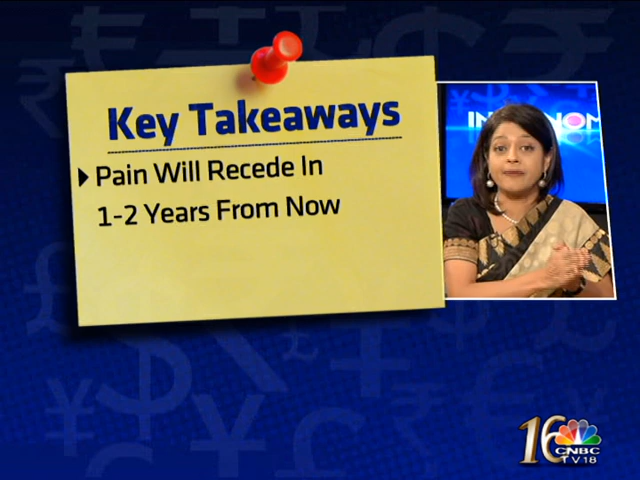 Key Takeaways
Pain Will Recede In
1-2 Years From Now
16
CNBC
TV18